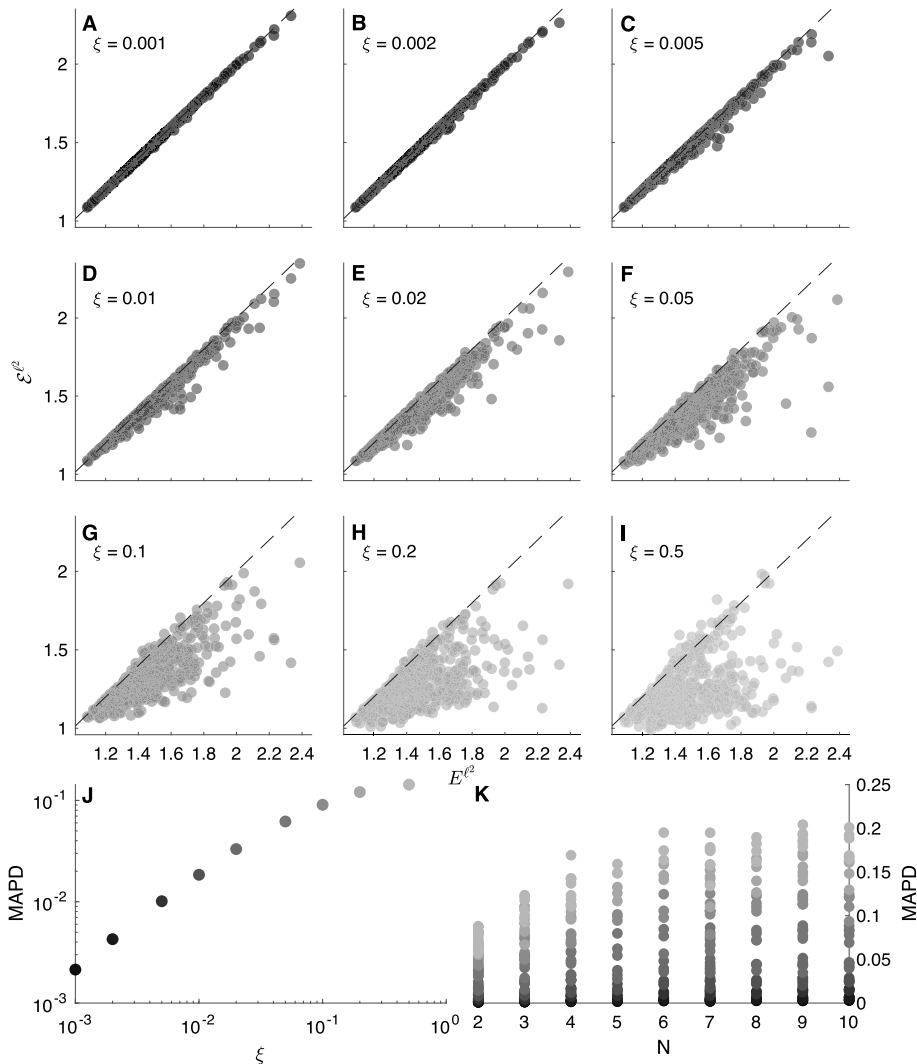 A B C
ξ = 0.001 ξ = 0.002 ξ = 0.005
2
1.5
1
D E F
ξ = 0.01 ξ = 0.02 ξ = 0.05
2
1.5
1
ℰ^ℓ²
G H I
ξ = 0.1 ξ = 0.2 ξ = 0.5
2
1.5
1
1.2 1.4 1.6 1.8 2 2.2 2.4 1.2 1.4 1.6 1.8 2 2.2 2.4 1.2 1.4 1.6 1.8 2 2.2 2.4
E^ℓ²
J
10⁻¹
10⁻²
10⁻³
MAPD
10⁻³ 10⁻² 10⁻¹ 10⁰
ξ
K
0.25
0.2
0.15
0.1
0.05
0
MAPD
2 3 4 5 6 7 8 9 10
N